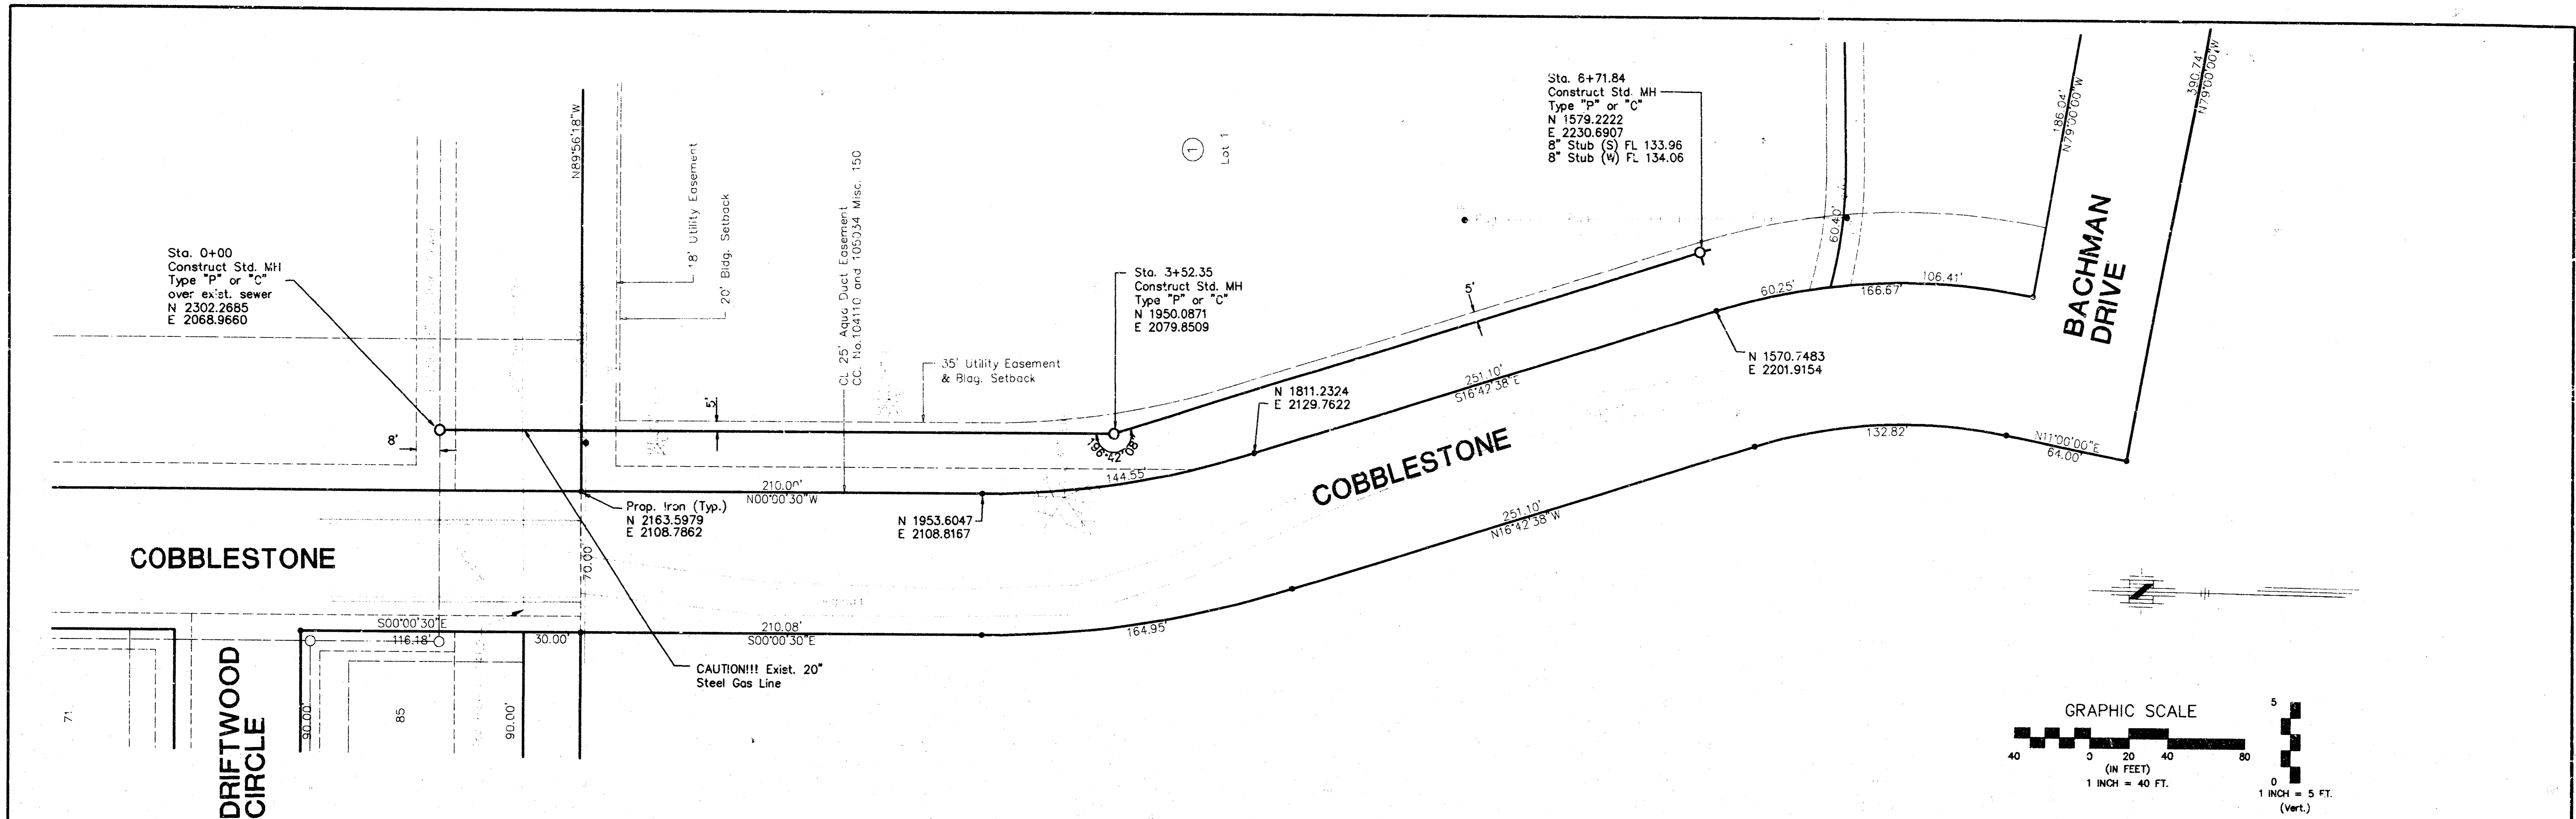 Sta. 0+00
Construct Std. MH
Type "P" or "C"
over exist. sewer
N 2302.2685
E 2068.9660
N89°56'18"W
18' Utility Easement
20' Bldg. Setback
CL 25' Aqua Duct Easement
CC. No.104110 and 105034 Misc. 150
35' Utility Easement
& Bldg. Setback
1
Lot 1
Sta. 3+52.35
Construct Std. MH
Type "P" or "C"
N 1950.0871
E 2079.8509
Sta. 6+71.84
Construct Std. MH
Type "P" or "C"
N 1579.2222
E 2230.6907
8" Stub (S) FL 133.96
8" Stub (W) FL 134.06
186.04'
N79°00'00"W
390.74'
N79°00'00"W
BACHMAN
DRIVE
60.40'
60.25'
106.41'
166.67'
5'
N 1570.7483
E 2201.9154
N 1811.2324
E 2129.7622
251.10'
S16°42'38"E
8'
5'
196°42'08"
144.55'
210.00'
N00°00'30"W
Prop. Iron (Typ.)
N 2163.5979
E 2108.7862
N 1953.6047
E 2108.8167
COBBLESTONE
COBBLESTONE
132.82'
N11°00'00"E
64.00'
251.10'
N16°42'38"W
70.00'
S00°00'30"E
116.18'
30.00'
210.08'
S00°00'30"E
164.95'
CAUTION!!! Exist. 20"
Steel Gas Line
71
DRIFTWOOD
CIRCLE
90.00'
85
90.00'
GRAPHIC SCALE
40 0 20 40 80
(IN FEET)
1 INCH = 40 FT.
5
0
1 INCH = 5 FT.
(Vert.)